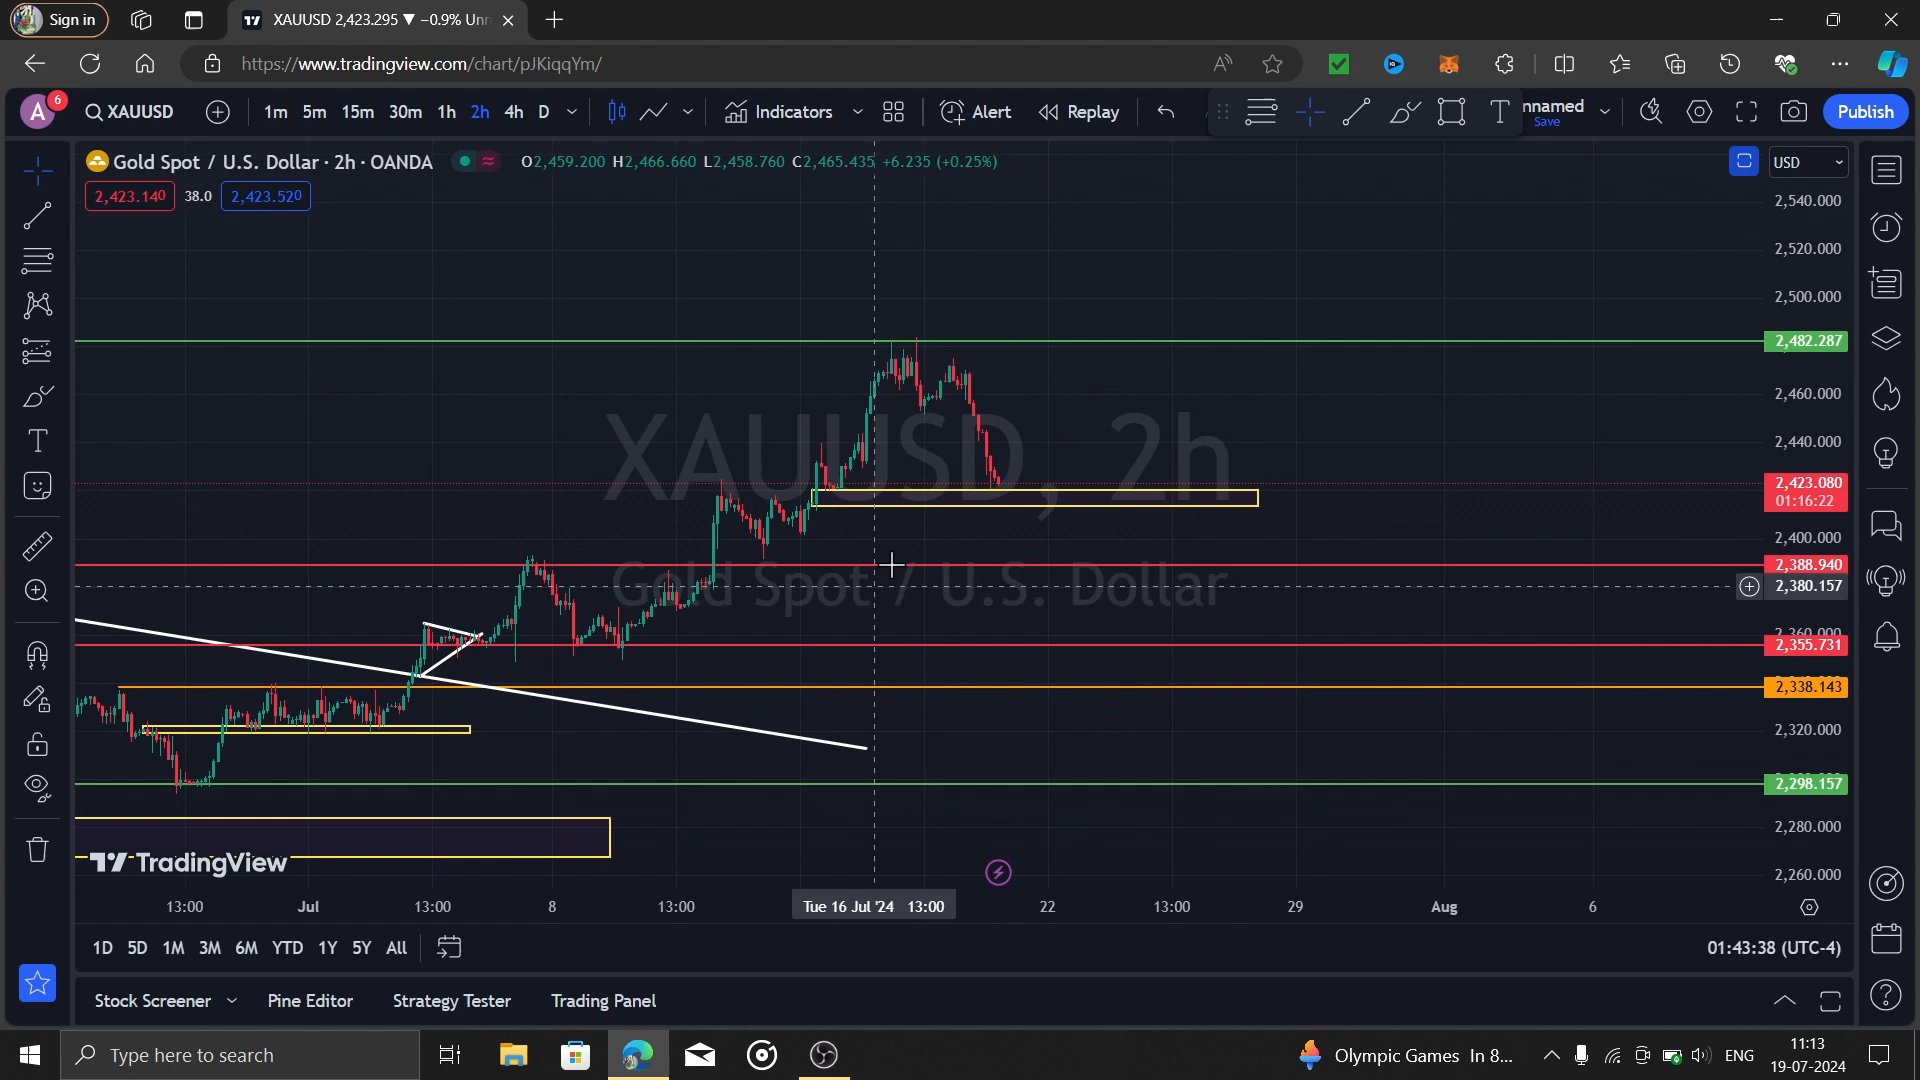 Sign in
XAUUSD 2,423.295 ▼ −0.9% Unn
https://www.tradingview.com/chart/pJKiqqYm/
A 6
XAUUSD 1m 5m 15m 30m 1h 2h 4h D Indicators Alert Replay nnamed Save Publish
Gold Spot / U.S. Dollar · 2h · OANDA O2,459.200 H2,466.660 L2,458.760 C2,465.435 +6.235 (+0.25%)
USD
2,423.140 38.0 2,423.520
2,540.000
2,520.000
2,500.000
2,482.287
2,460.000
2,440.000
XAUUSD, 2h
2,423.080
01:16:22
2,400.000
2,388.940
Gold Spot / U.S. Dollar
2,380.157
2,360.000
2,355.731
2,338.143
2,320.000
2,298.157
2,280.000
TradingView
2,260.000
13:00 Jul 13:00 8 13:00 Tue 16 Jul '24 13:00 22 13:00 29 Aug 6
1D 5D 1M 3M 6M YTD 1Y 5Y All 01:43:38 (UTC-4)
Stock Screener Pine Editor Strategy Tester Trading Panel
Type here to search
Olympic Games In 8...
ENG
11:13
19-07-2024